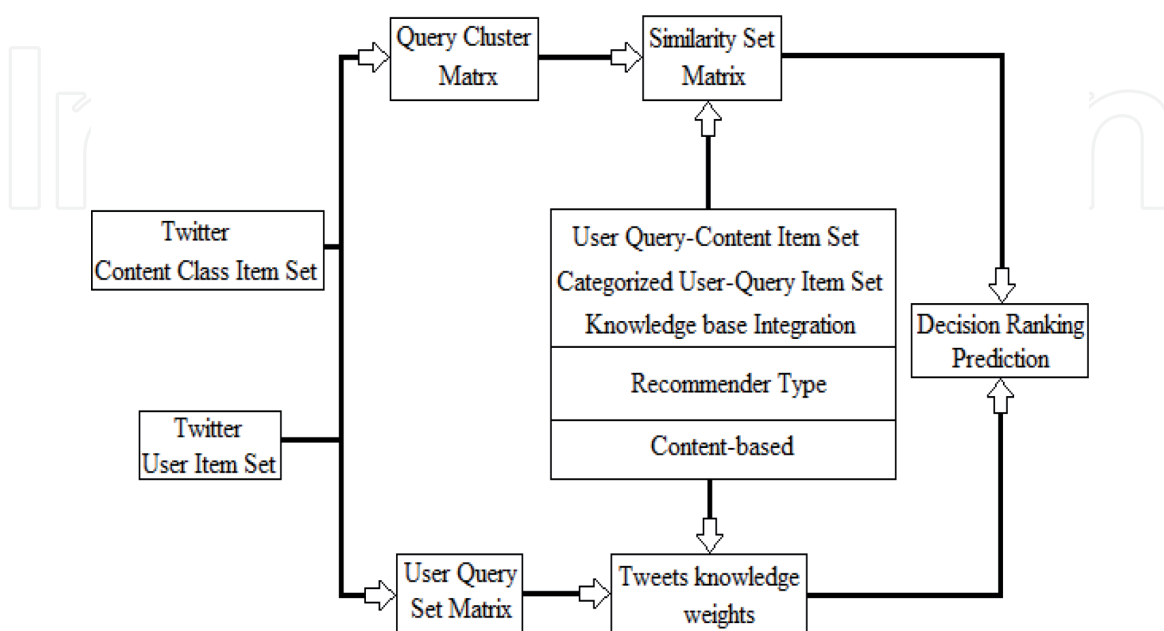 Query Cluster
Matrx
Similarity Set
Matrix
Twitter
Content Class Item Set
User Query-Content Item Set
Categorized User-Query Item Set
Knowledge base Integration
Recommender Type
Content-based
Decision Ranking
Prediction
Twitter
User Item Set
User Query
Set Matrix
Tweets knowledge
weights